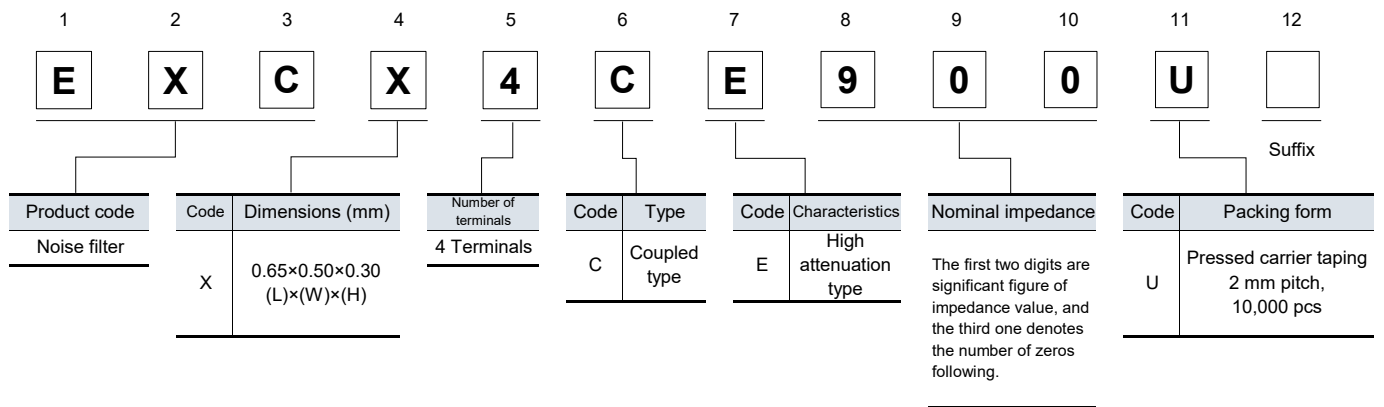 1 2 3 4 5 6 7 8 9 10 11 12
E X C X 4 C E 9 0 0 U
Suffix
Product code
Noise filter
Code Dimensions (mm)
X
0.65×0.50×0.30
(L)×(W)×(H)
Number of
terminals
4 Terminals
Code Type
C
Coupled
type
Code Characteristics
E
High
attenuation
type
Nominal impedance
The first two digits are
significant figure of
impedance value, and
the third one denotes
the number of zeros
following.
Code Packing form
U
Pressed carrier taping
2 mm pitch,
10,000 pcs